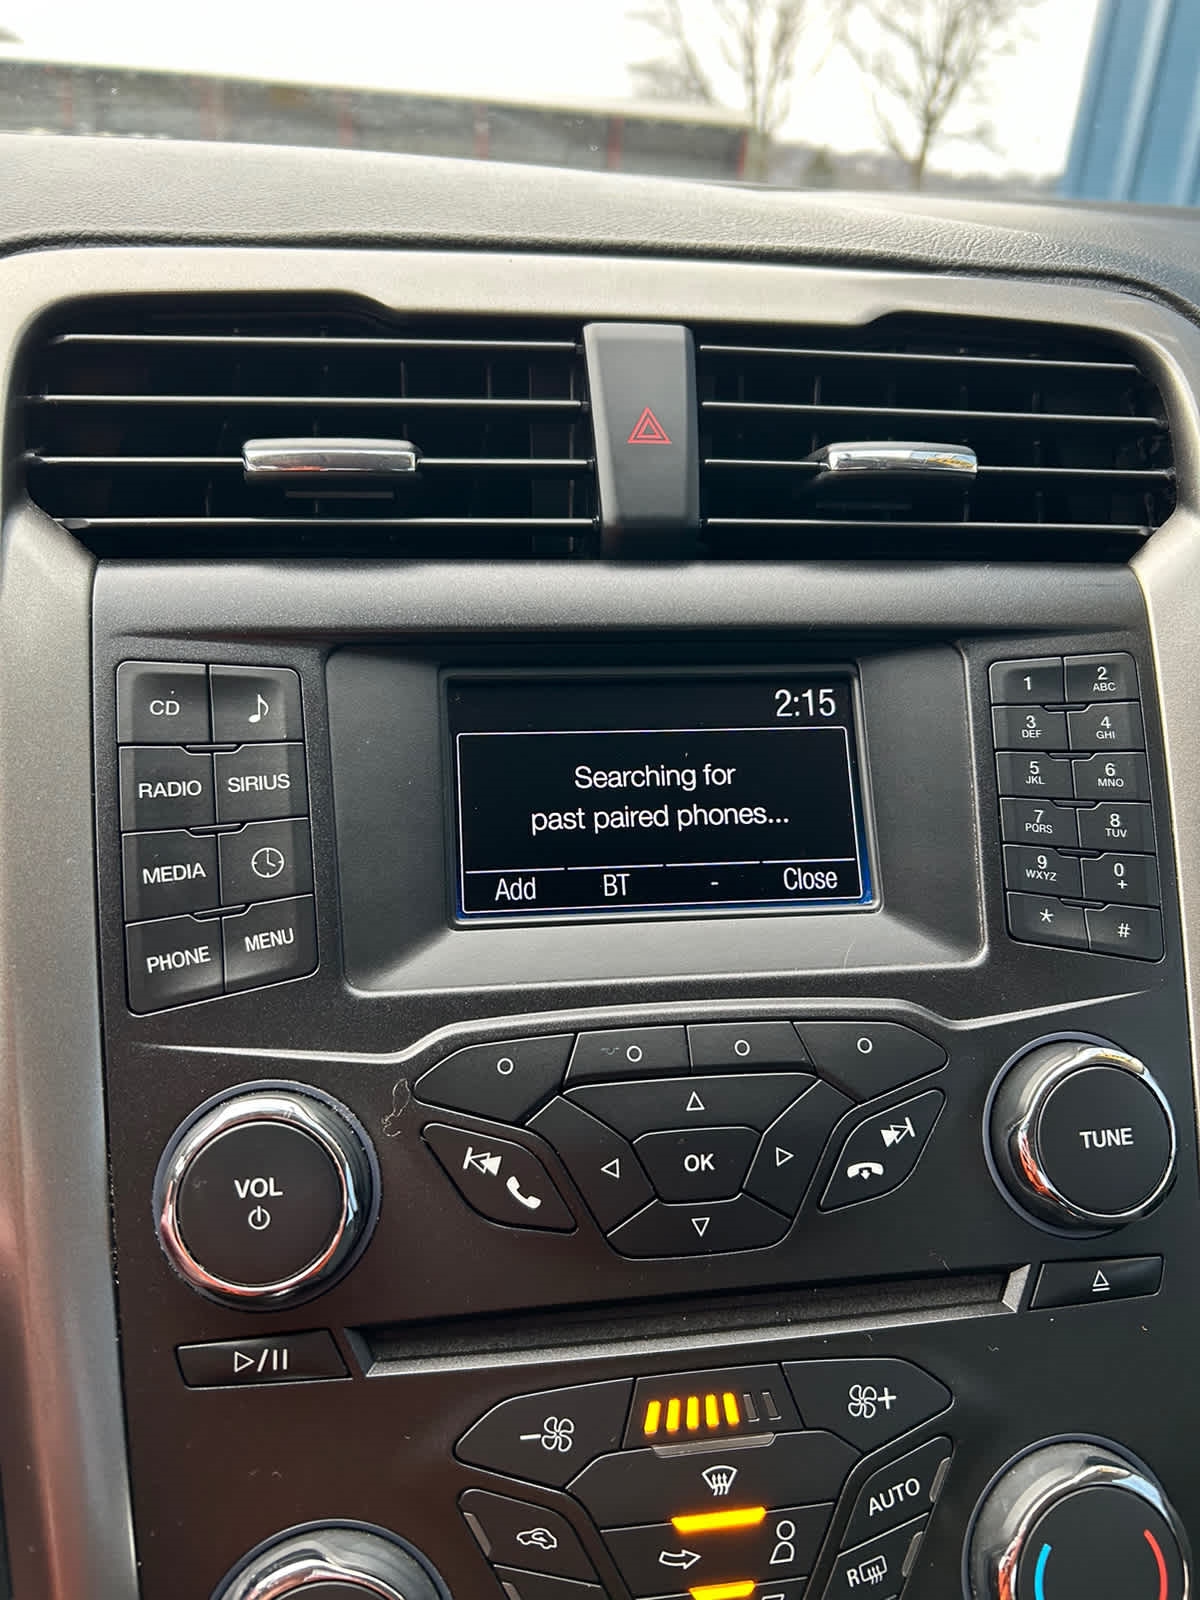 2:15
Searching for
past paired phones...
Add BT - Close
CD
RADIO SIRIUS
MEDIA
PHONE MENU
1 2 ABC
3 DEF 4 GHI
5 JKL 6 MNO
7 PQRS 8 TUV
9 WXYZ 0 +
* #
VOL
OK
TUNE
AUTO
R